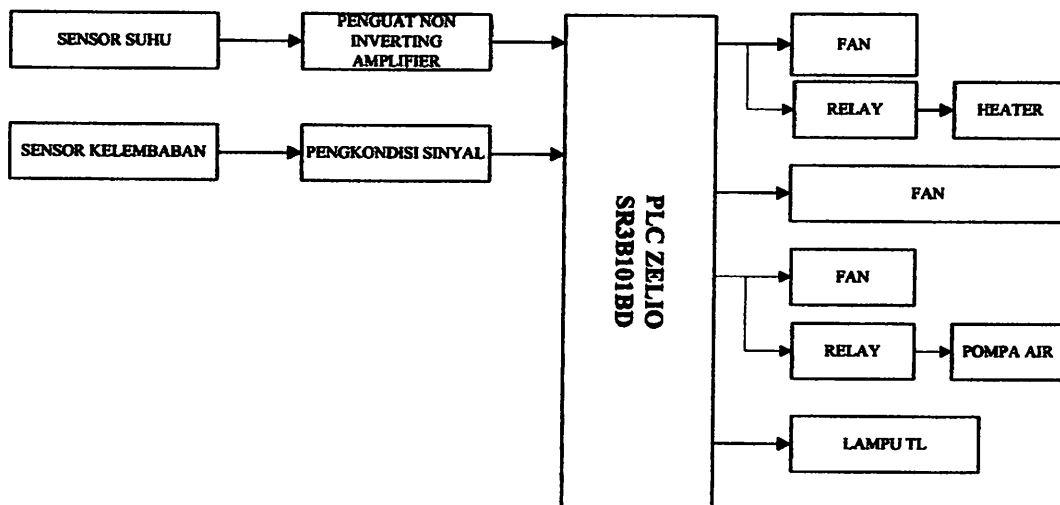 SENSOR SUHU
PENGUAT NON
INVERTING
AMPLIFIER
SENSOR KELEMBABAN
PENGKONDISI SINYAL
PLC ZELIO
SR3B101BD
FAN
RELAY
HEATER
FAN
FAN
RELAY
POMPA AIR
LAMPU TL